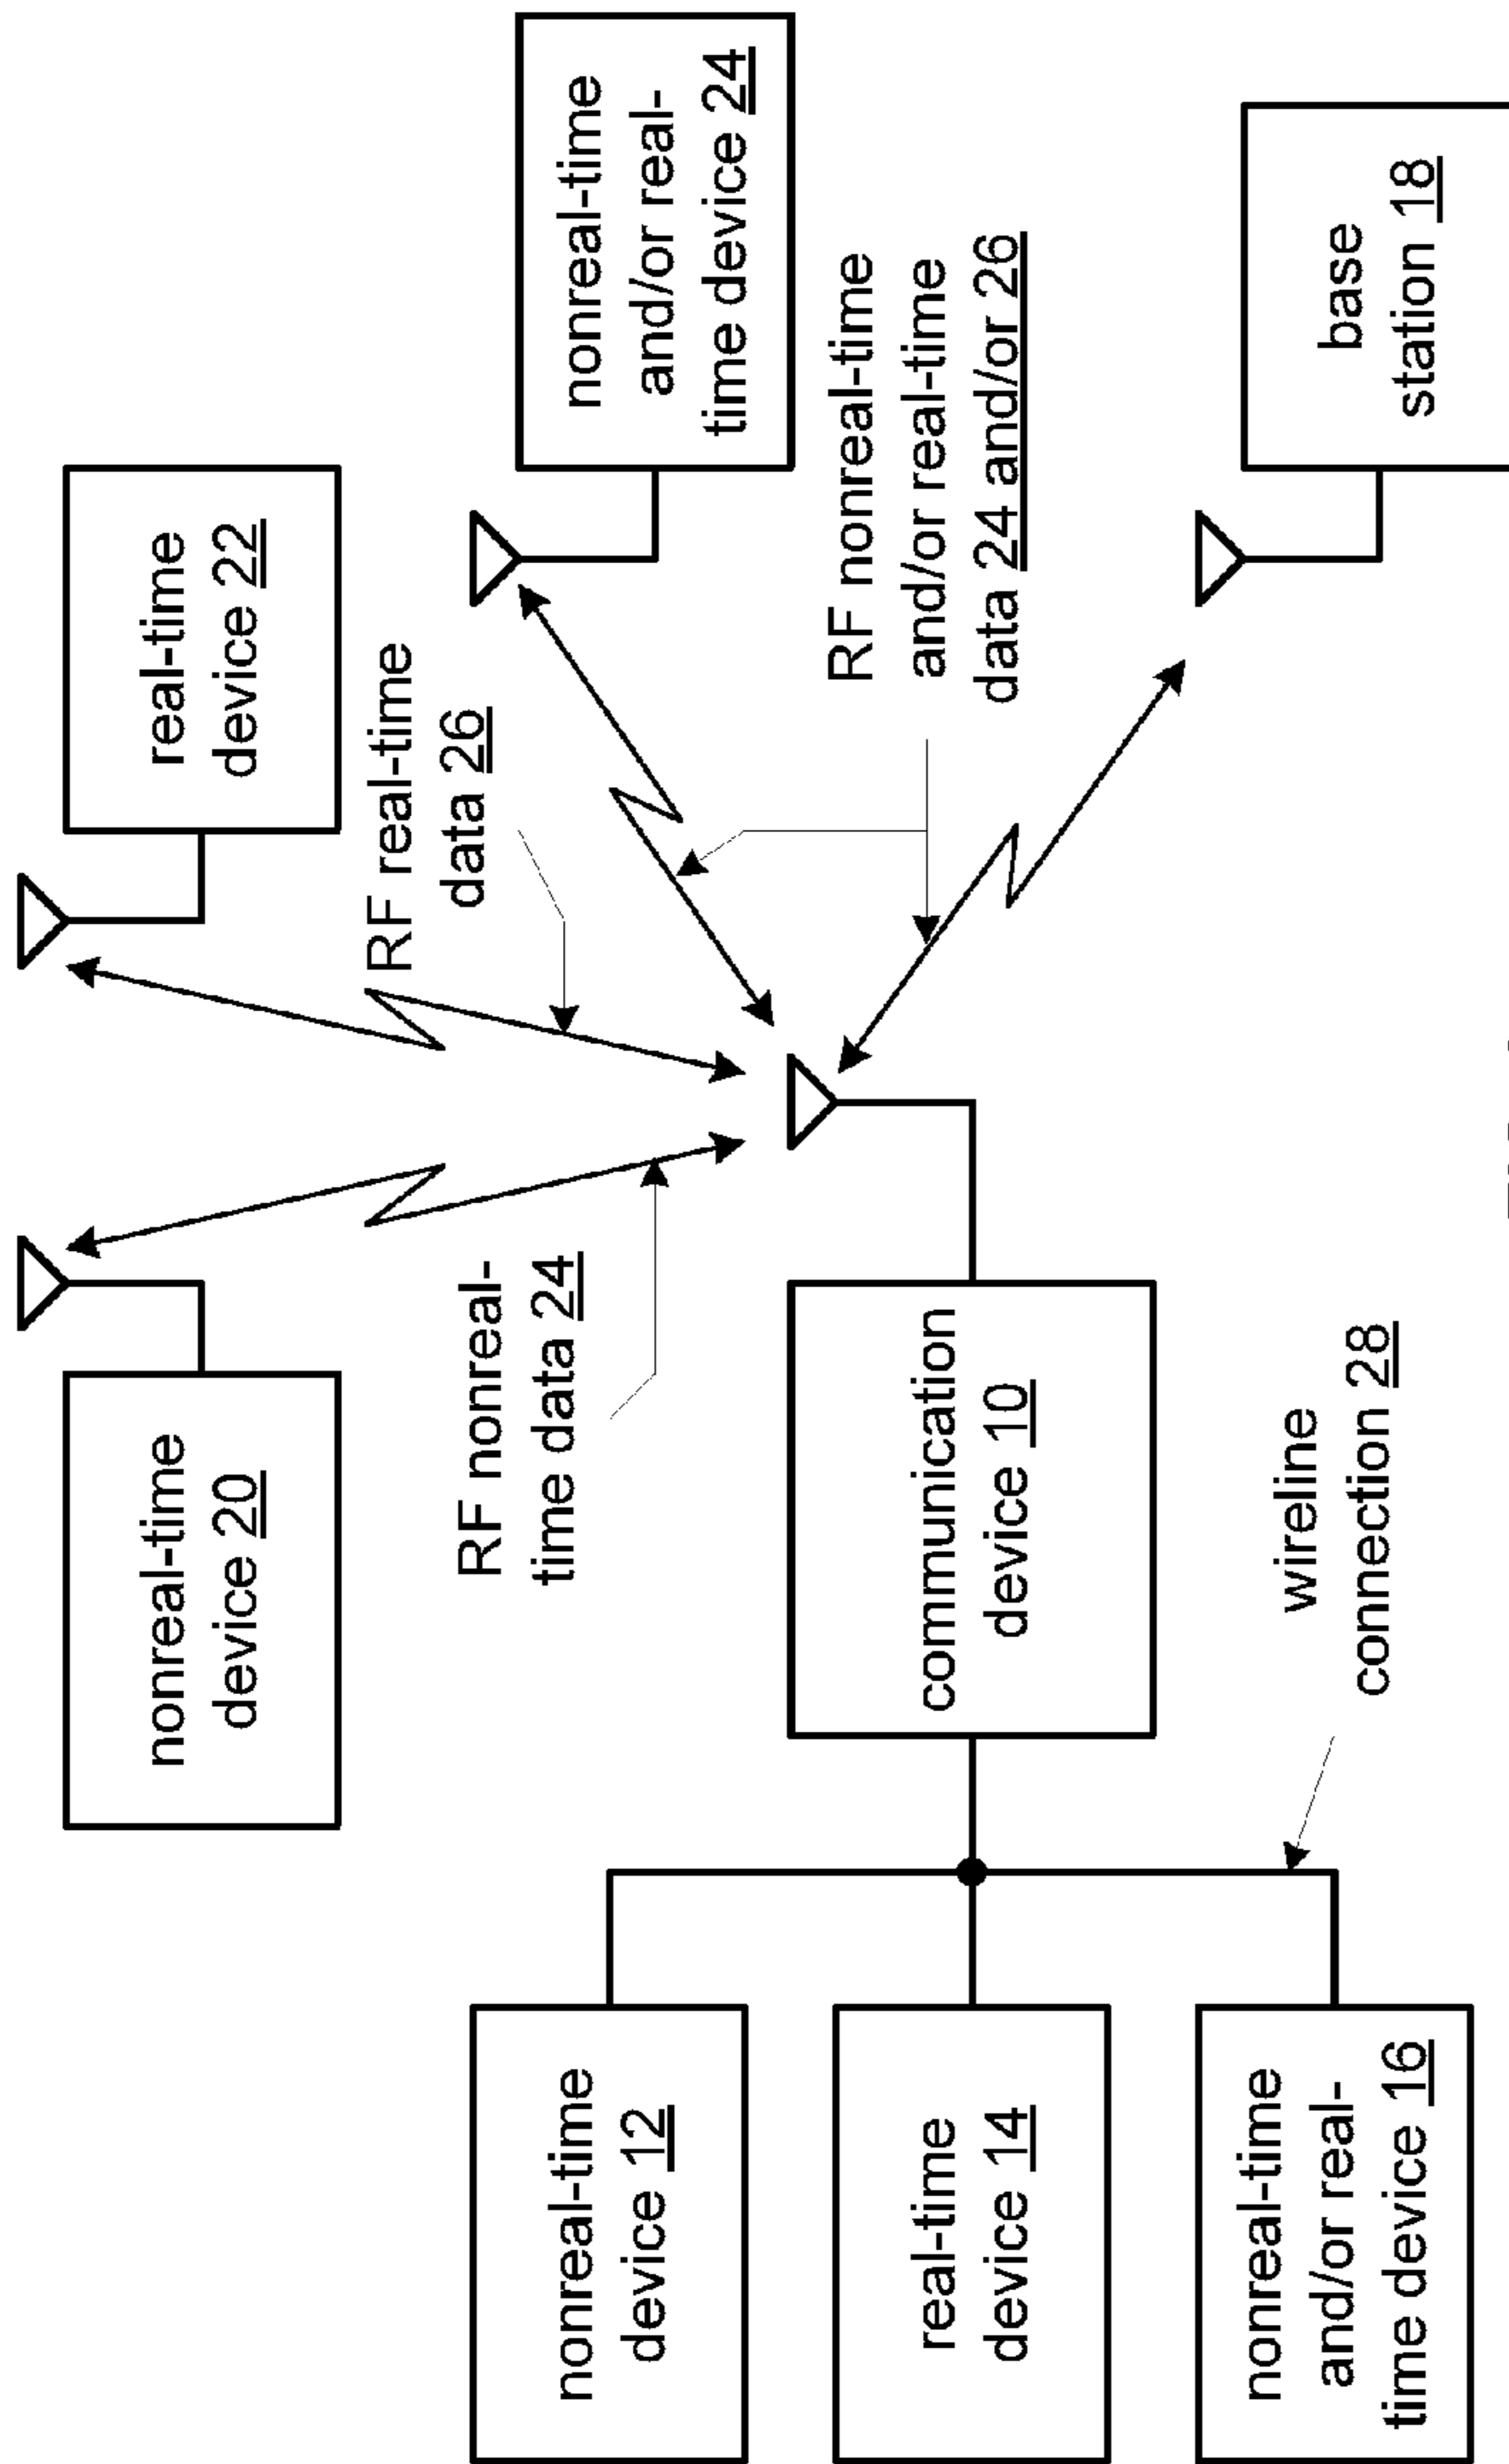 nonreal-time
device 20
real-time
device 22
RF real-time
data 26
RF nonreal-
time data 24
nonreal-time
and/or real-
time device 24
nonreal-time
device 12
communication
device 10
RF nonreal-time
and/or real-time
data 24 and/or 26
real-time
device 14
wireline
connection 28
nonreal-time
and/or real-
time device 16
base
station 18